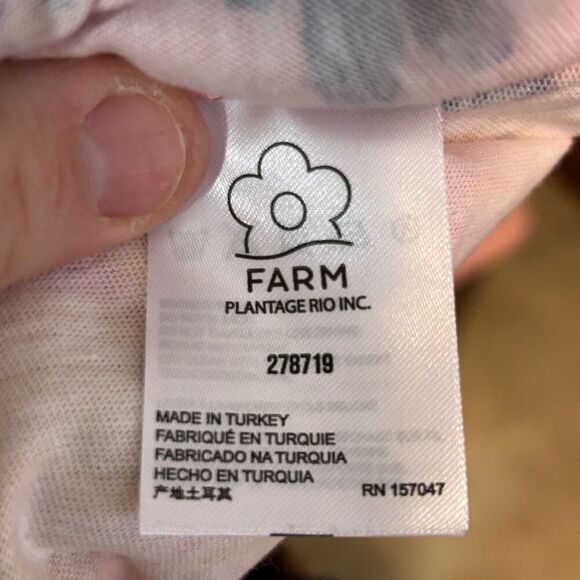 FARM
PLANTAGE RIO INC.
278719
MADE IN TURKEY
FABRIQUÉ EN TURQUIE
FABRICADO NA TURQUIA
HECHO EN TURQUIA
产地土耳其
RN 157047